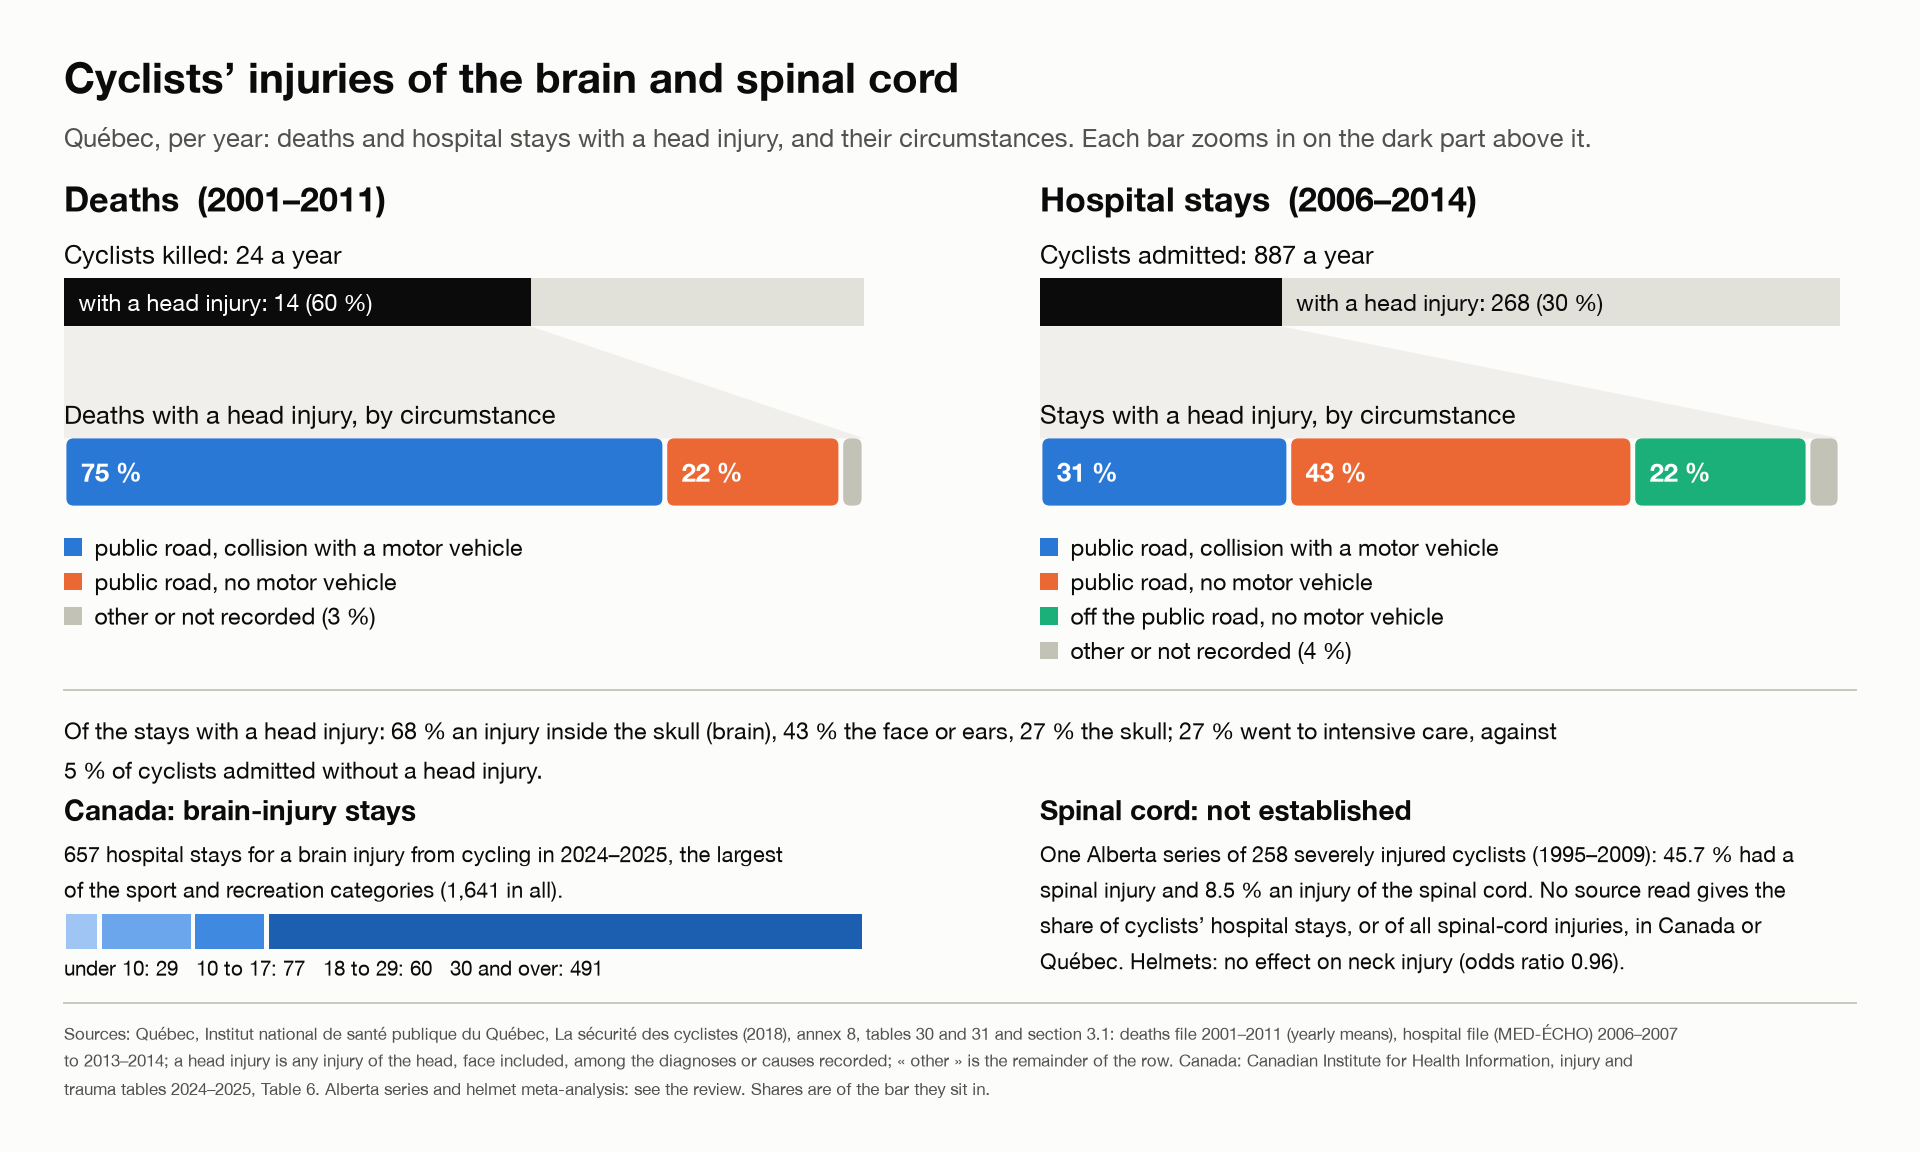 Cyclists’ injuries of the brain and spinal cord
Québec, per year: deaths and hospital stays with a head injury, and their circumstances. Each bar zooms in on the dark part above it.
Deaths (2001–2011)
Cyclists killed: 24 a year
with a head injury: 14 (60 %)
Deaths with a head injury, by circumstance
75 %
22 %
public road, collision with a motor vehicle
public road, no motor vehicle
other or not recorded (3 %)
Hospital stays (2006–2014)
Cyclists admitted: 887 a year
with a head injury: 268 (30 %)
Stays with a head injury, by circumstance
31 %
43 %
22 %
public road, collision with a motor vehicle
public road, no motor vehicle
off the public road, no motor vehicle
other or not recorded (4 %)
Of the stays with a head injury: 68 % an injury inside the skull (brain), 43 % the face or ears, 27 % the skull; 27 % went to intensive care, against
5 % of cyclists admitted without a head injury.
Canada: brain-injury stays
657 hospital stays for a brain injury from cycling in 2024–2025, the largest
of the sport and recreation categories (1,641 in all).
under 10: 29 10 to 17: 77 18 to 29: 60 30 and over: 491
Spinal cord: not established
One Alberta series of 258 severely injured cyclists (1995–2009): 45.7 % had a
spinal injury and 8.5 % an injury of the spinal cord. No source read gives the
share of cyclists’ hospital stays, or of all spinal-cord injuries, in Canada or
Québec. Helmets: no effect on neck injury (odds ratio 0.96).
Sources: Québec, Institut national de santé publique du Québec, La sécurité des cyclistes (2018), annex 8, tables 30 and 31 and section 3.1: deaths file 2001–2011 (yearly means), hospital file (MED-ÉCHO) 2006–2007
to 2013–2014; a head injury is any injury of the head, face included, among the diagnoses or causes recorded; « other » is the remainder of the row. Canada: Canadian Institute for Health Information, injury and
trauma tables 2024–2025, Table 6. Alberta series and helmet meta-analysis: see the review. Shares are of the bar they sit in.